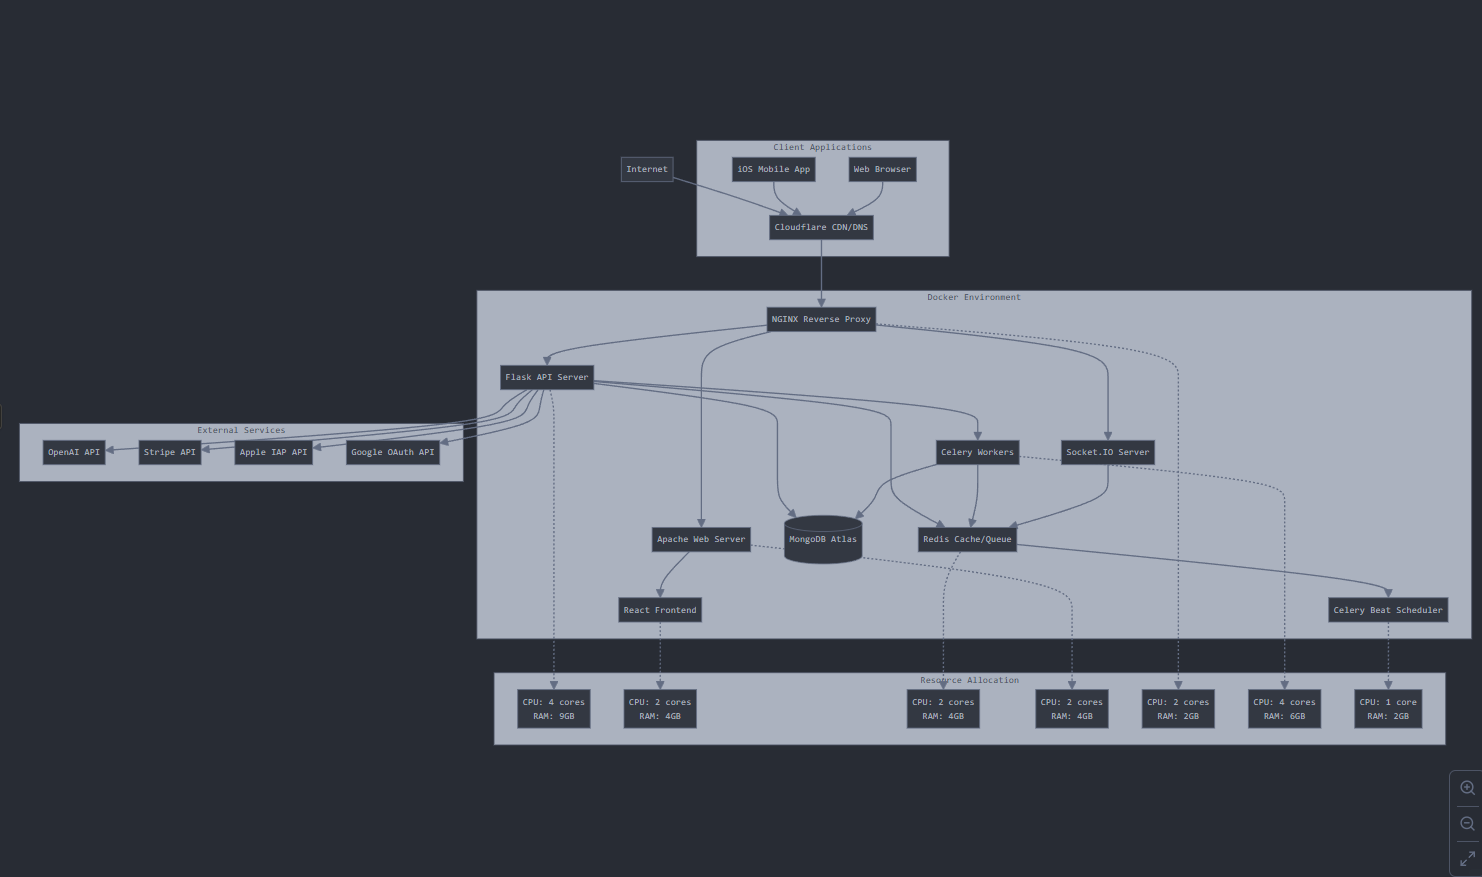 Client Applications
Internet
iOS Mobile App
Web Browser
Cloudflare CDN/DNS
Docker Environment
NGINX Reverse Proxy
Flask API Server
External Services
OpenAI API
Stripe API
Apple IAP API
Google OAuth API
Celery Workers
Socket.IO Server
Apache Web Server
MongoDB Atlas
Redis Cache/Queue
React Frontend
Celery Beat Scheduler
Resource Allocation
CPU: 4 cores
RAM: 9GB
CPU: 2 cores
RAM: 4GB
CPU: 2 cores
RAM: 4GB
CPU: 2 cores
RAM: 4GB
CPU: 2 cores
RAM: 2GB
CPU: 4 cores
RAM: 6GB
CPU: 1 core
RAM: 2GB